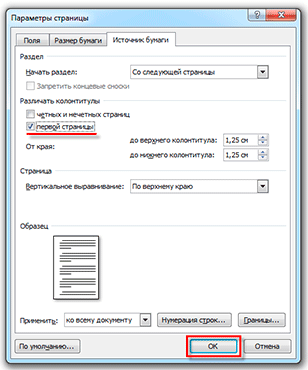 Параметры страницы
Поля Размер бумаги Источник бумаги
Раздел
Начать раздел: Со следующей страницы
Запретить концевые сноски
Различать колонтитулы
четных и нечетных страниц
первой страницы
От края: до верхнего колонтитула: 1,25 см
до нижнего колонтитула: 1,25 см
Страница
Вертикальное выравнивание: По верхнему краю
Образец
Применить: ко всему документу Нумерация строк... Границы...
По умолчанию... ОК Отмена